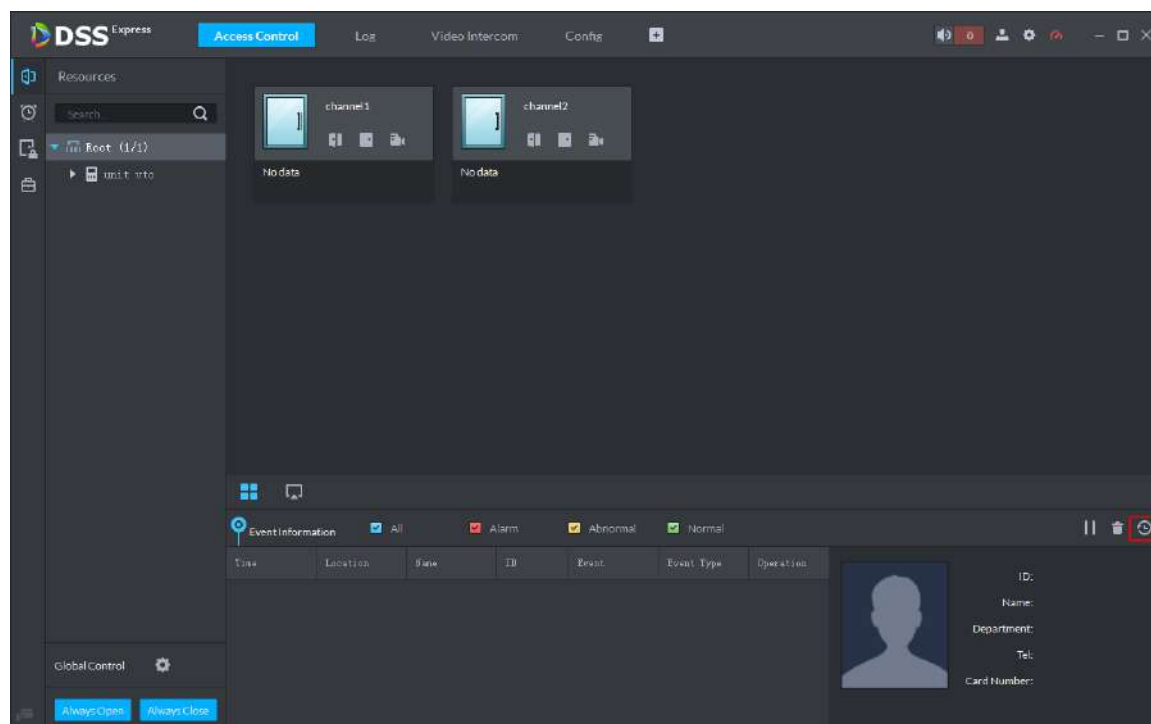 DSS Express
Access Control
Log
Video Intercom
Config
0
Resources
Search...
Root (1/1)
unit vto
channel1
No data
channel2
No data
Event Information
All
Alarm
Abnormal
Normal
Time
Location
Name
ID
Event
Event Type
Operation
ID:
Name:
Department:
Tel:
Card Number:
Global Control
Always Open
Always Close